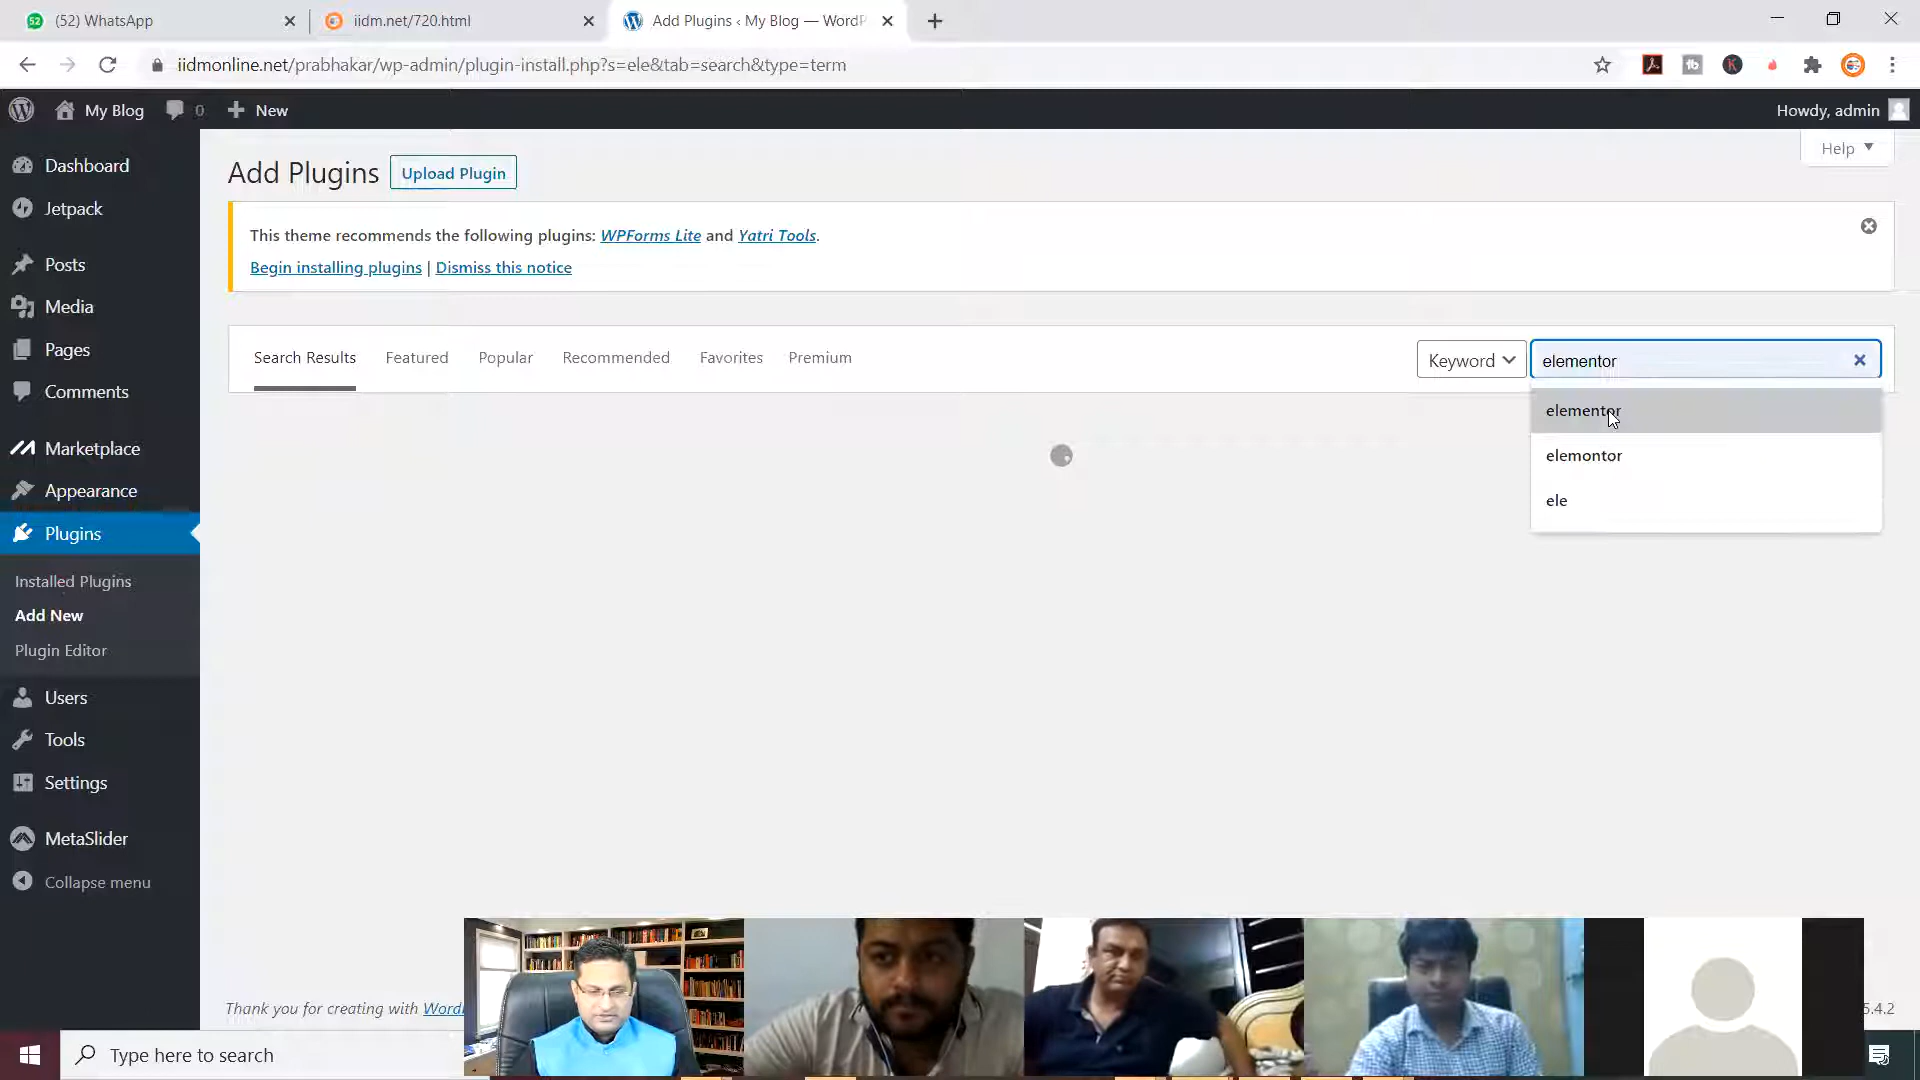 (52) WhatsApp
iidm.net/720.html
Add Plugins ‹ My Blog — WordP
iidmonline.net/prabhakar/wp-admin/plugin-install.php?s=ele&tab=search&type=term
My Blog
0
New
Howdy, admin
Dashboard
Jetpack
Posts
Media
Pages
Comments
Marketplace
Appearance
Plugins
Installed Plugins
Add New
Plugin Editor
Users
Tools
Settings
MetaSlider
Collapse menu
Add Plugins
Upload Plugin
Help
This theme recommends the following plugins: WPForms Lite and Yatri Tools.
Begin installing plugins | Dismiss this notice
Search Results
Featured
Popular
Recommended
Favorites
Premium
Keyword
elementor
elementor
elemontor
ele
Thank you for creating with Word
5.4.2
Type here to search